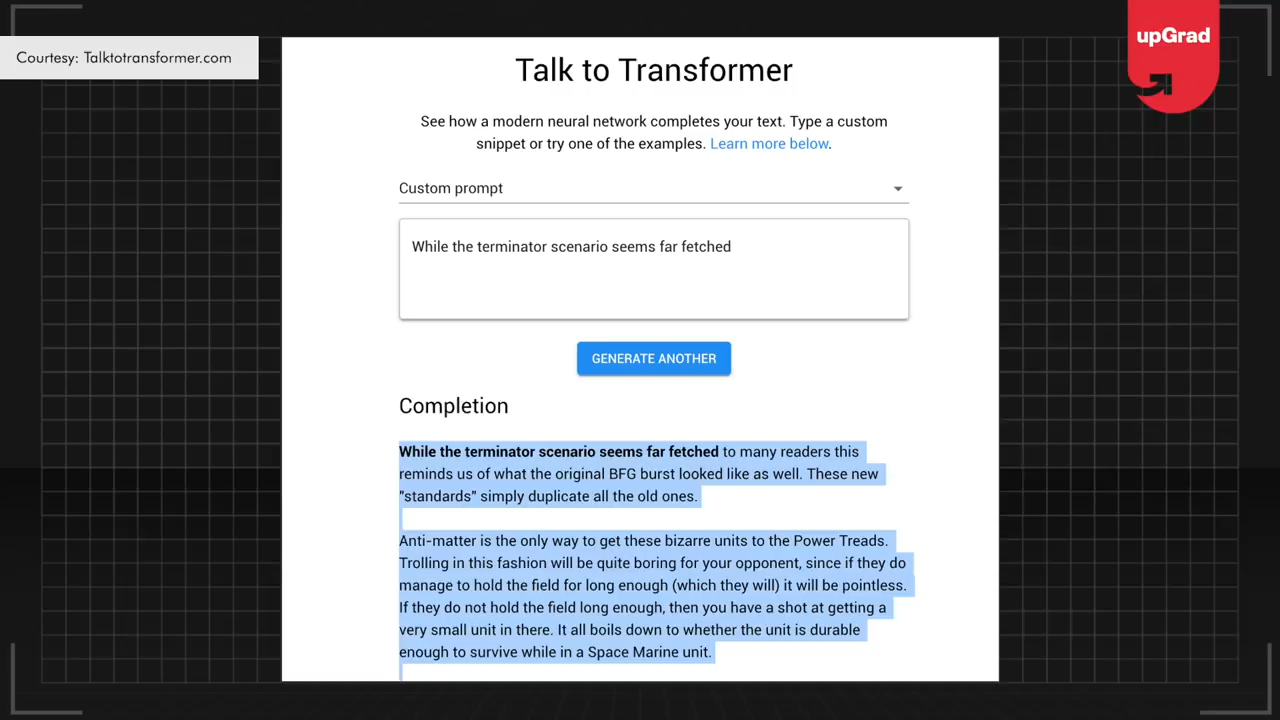 Courtesy: Talktotransformer.com
upGrad
Talk to Transformer
See how a modern neural network completes your text. Type a custom
snippet or try one of the examples. Learn more below.
Custom prompt
While the terminator scenario seems far fetched
GENERATE ANOTHER
Completion
While the terminator scenario seems far fetched to many readers this
reminds us of what the original BFG burst looked like as well. These new
"standards" simply duplicate all the old ones.
Anti-matter is the only way to get these bizarre units to the Power Treads.
Trolling in this fashion will be quite boring for your opponent, since if they do
manage to hold the field for long enough (which they will) it will be pointless.
If they do not hold the field long enough, then you have a shot at getting a
very small unit in there. It all boils down to whether the unit is durable
enough to survive while in a Space Marine unit.